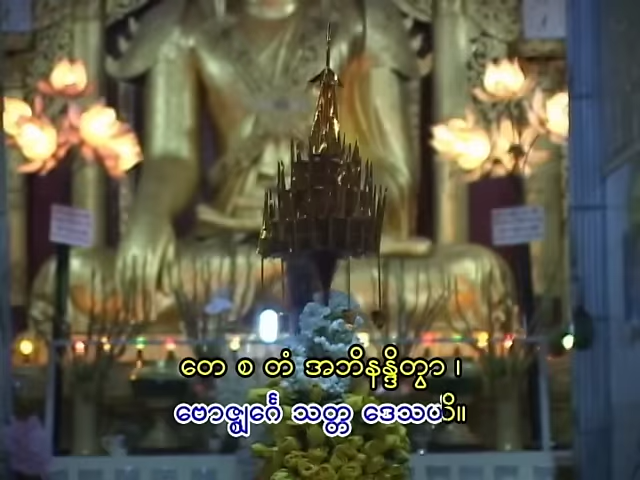 တေ စ တံ အဘိနန္ဒိတွာ ၊
ဗောဇ္ဈင်္ဂေ သတ္တ ဒေသယိ။